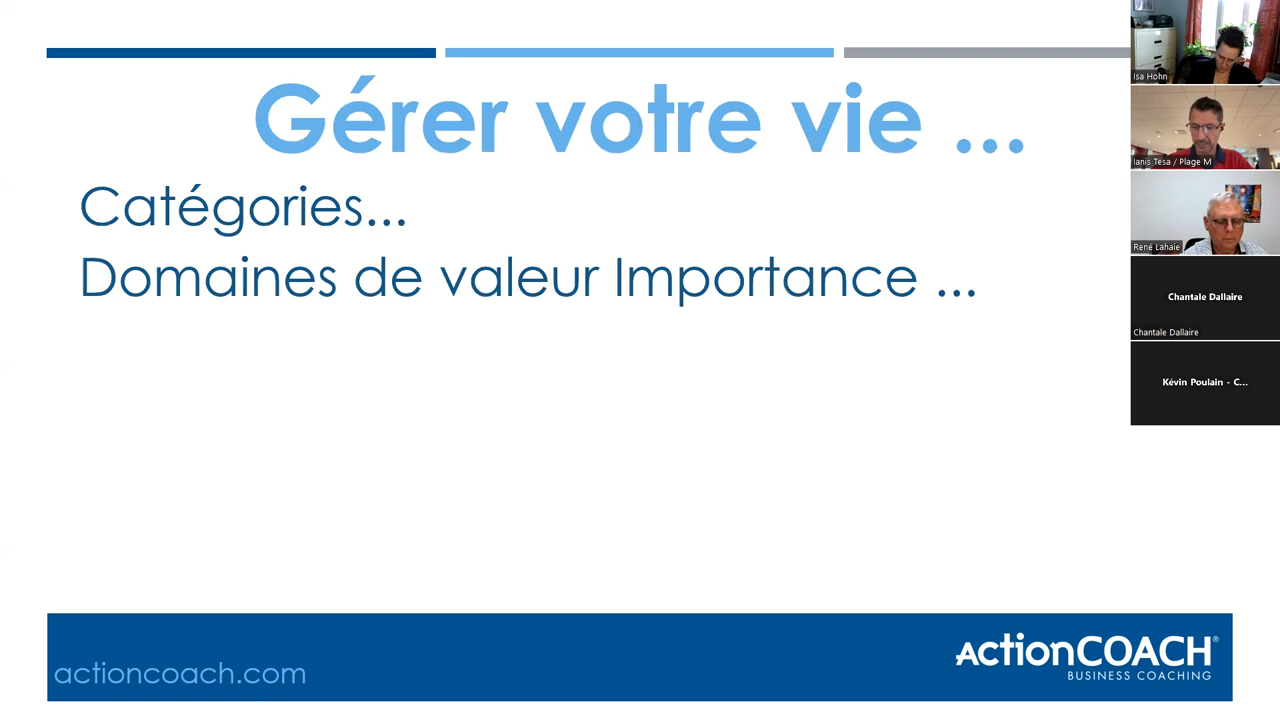 Gérer votre vie ...
Catégories...
Domaines de valeur Importance ...
actioncoach.com
ActionCOACH®
BUSINESS COACHING
Isa Hohn
Ianis Tesa / Plage M
René Lahaie
Chantale Dallaire
Chantale Dallaire
Kévin Poulain - C...